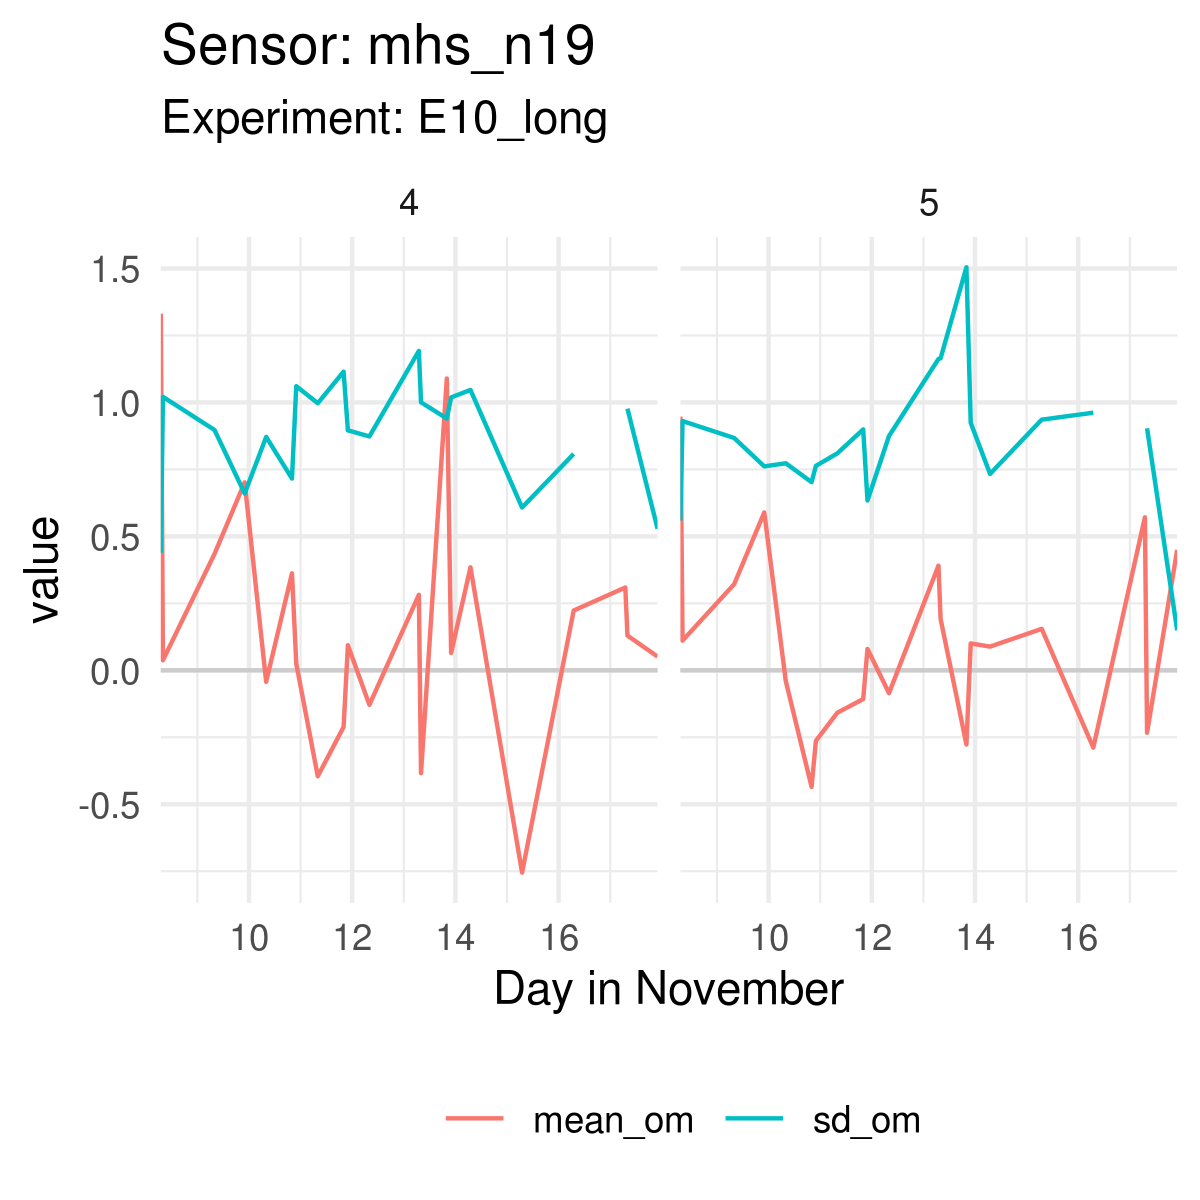 Sensor: mhs_n19
Experiment: E10_long
4 5
1.5
1.0
0.5
0.0
-0.5
value
10 12 14 16 10 12 14 16
Day in November
mean_om sd_om